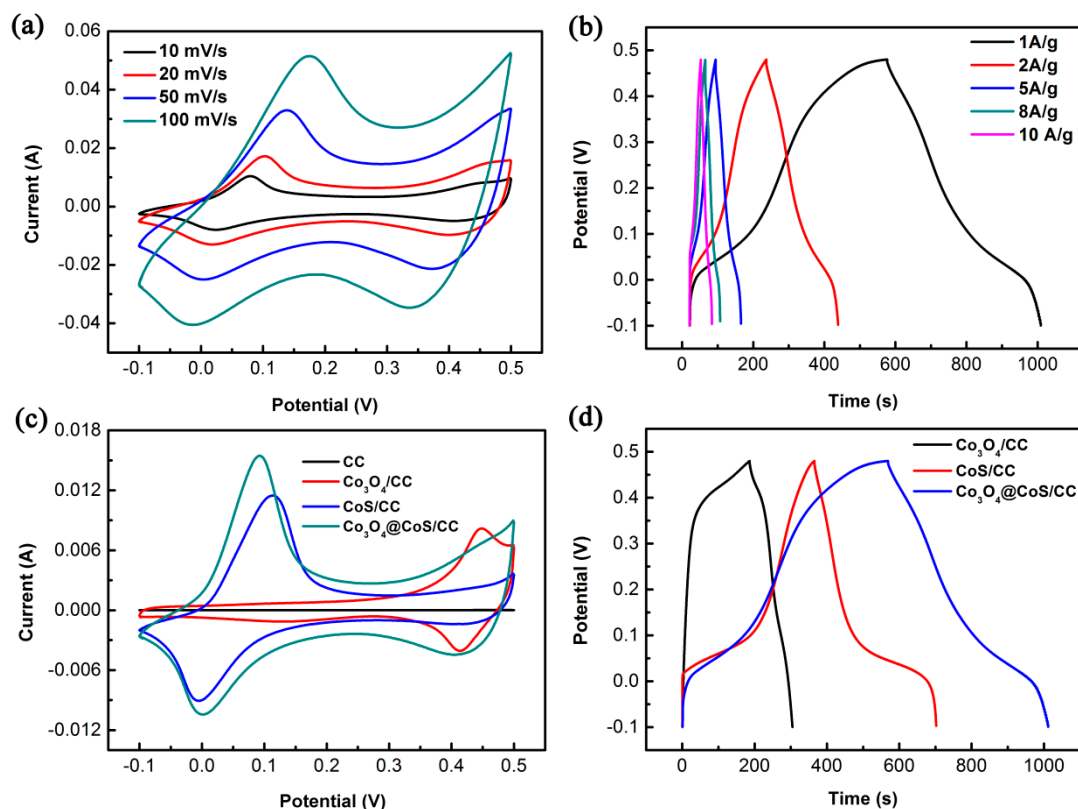 (a)
0.06
0.04
0.02
0.00
-0.02
-0.04
Current (A)
10 mV/s
20 mV/s
50 mV/s
100 mV/s
-0.1 0.0 0.1 0.2 0.3 0.4 0.5
Potential (V)
(b)
0.5
0.4
0.3
0.2
0.1
0.0
-0.1
Potential (V)
1A/g
2A/g
5A/g
8A/g
10 A/g
0 200 400 600 800 1000
Time (s)
(c)
0.018
0.012
0.006
0.000
-0.006
-0.012
Current (A)
CC
Co₃O₄/CC
CoS/CC
Co₃O₄@CoS/CC
-0.1 0.0 0.1 0.2 0.3 0.4 0.5
Potential (V)
(d)
0.5
0.4
0.3
0.2
0.1
0.0
-0.1
Potential (V)
Co₃O₄/CC
CoS/CC
Co₃O₄@CoS/CC
0 200 400 600 800 1000
Time (s)